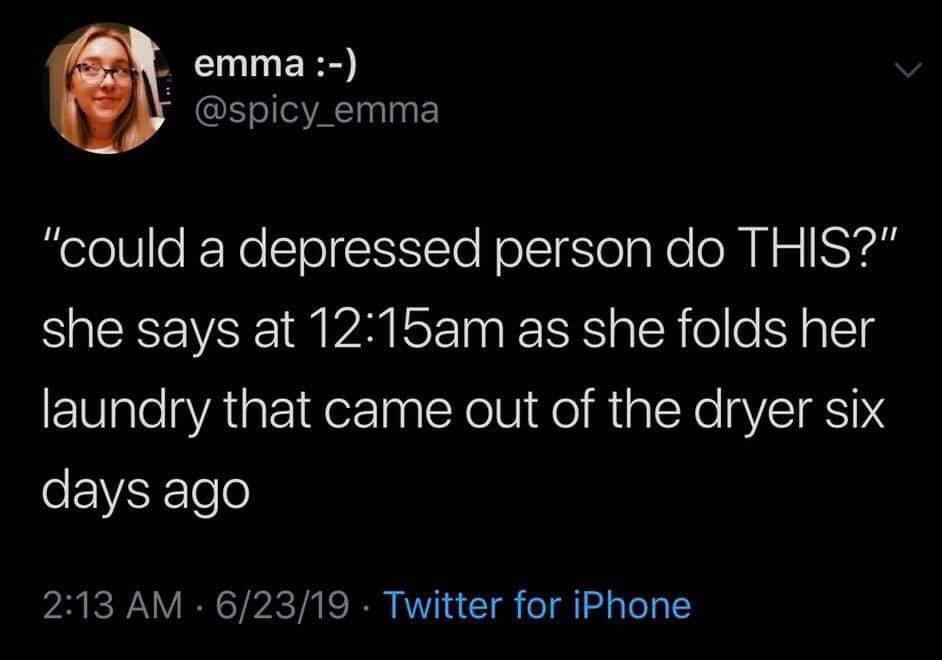 emma :-)
@spicy_emma
“could a depressed person do THIS?”
she says at 12:15am as she folds her
laundry that came out of the dryer six
days ago
2:13 AM · 6/23/19 · Twitter for iPhone